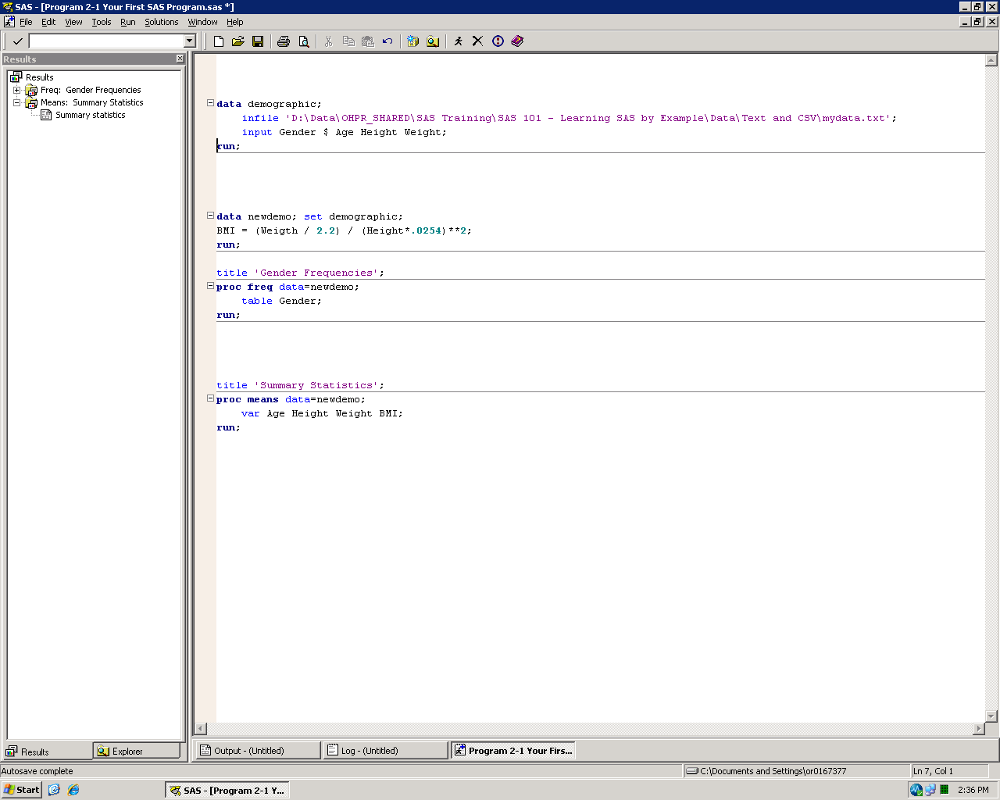 SAS - [Program 2-1 Your First SAS Program.sas *]
File Edit View Tools Run Solutions Window Help
Results
Results
Freq: Gender Frequencies
Means: Summary Statistics
Summary statistics
data demographic;
infile 'D:\Data\OHPR_SHARED\SAS Training\SAS 101 - Learning SAS by Example\Data\Text and CSV\mydata.txt';
input Gender $ Age Height Weight;
run;
data newdemo; set demographic;
BMI = (Weigth / 2.2) / (Height*.0254)**2;
run;
title 'Gender Frequencies';
proc freq data=newdemo;
table Gender;
run;
title 'Summary Statistics';
proc means data=newdemo;
var Age Height Weight BMI;
run;
Results Explorer
Output - (Untitled) Log - (Untitled) Program 2-1 Your Firs...
Autosave complete C:\Documents and Settings\or0167377 Ln 7, Col 1
Start SAS - [Program 2-1 Y... 2:36 PM